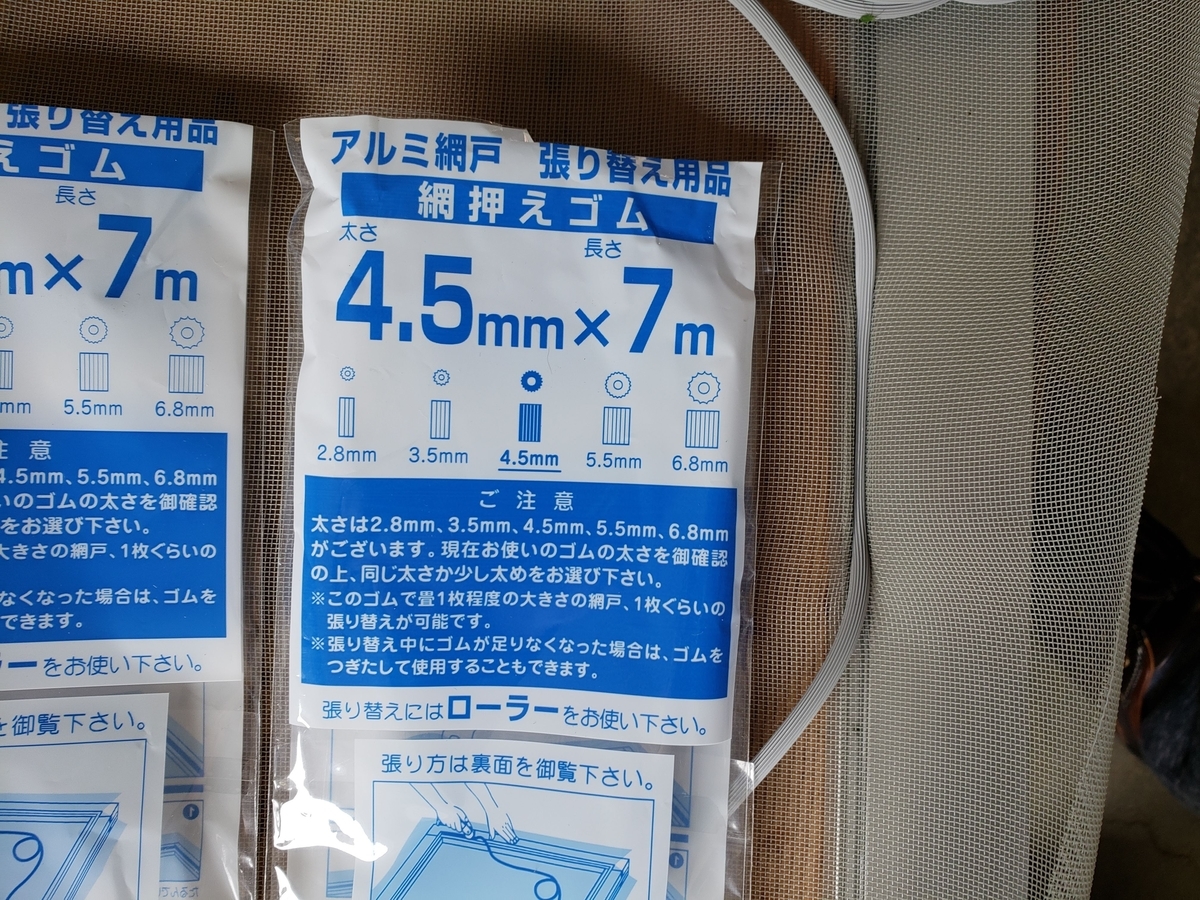 張り替え用品
えゴム
長さ
m×7m
mm 5.5mm 6.8mm
注意
4.5mm、5.5mm、6.8mm
いのゴムの太さを御確認
をお選び下さい。
大きさの網戸、1枚ぐらいの
なくなった場合は、ゴムを
できます。
ラーをお使い下さい。
を御覧下さい。
アルミ網戸 張り替え用品
網押えゴム
太さ 長さ
4.5mm×7m
2.8mm 3.5mm 4.5mm 5.5mm 6.8mm
ご注意
太さは2.8mm、3.5mm、4.5mm、5.5mm、6.8mm
がございます。現在お使いのゴムの太さを御確認
の上、同じ太さか少し太めをお選び下さい。
※このゴムで畳1枚程度の大きさの網戸、1枚ぐらいの
張り替えが可能です。
※張り替え中にゴムが足りなくなった場合は、ゴムを
つぎたして使用することもできます。
張り替えにはローラーをお使い下さい。
張り方は裏面を御覧下さい。